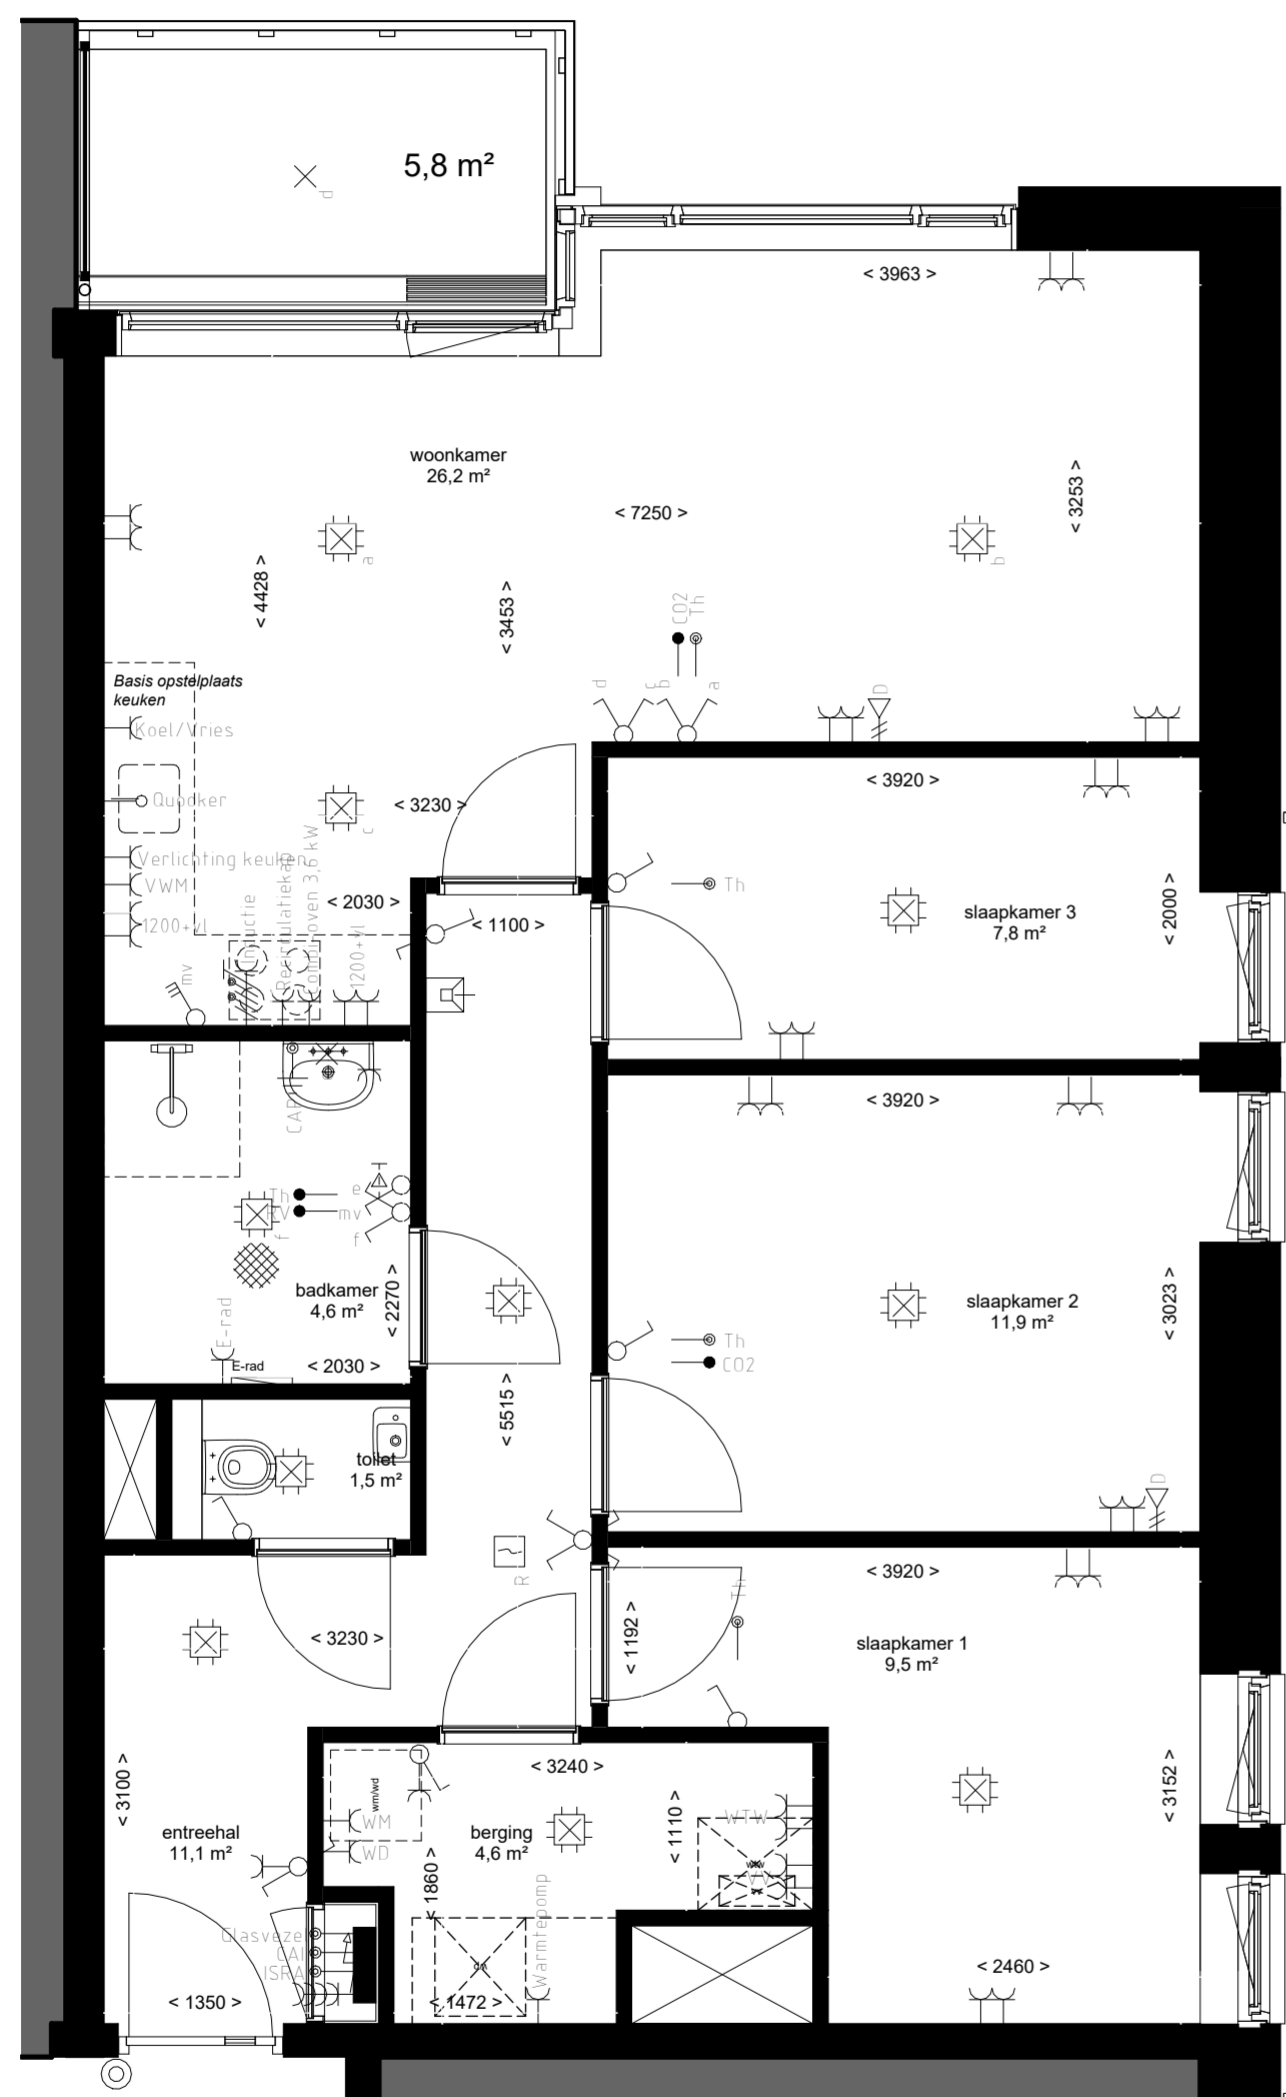 5,8 m²
d
< 3963 >
woonkamer
26,2 m²
< 7250 >
< 3253 >
a
b
< 4428 >
< 3453 >
CO2
Th
d
c
b
a
D
Basis opstelplaats
keuken
Koel/Vries
Quooker
< 3230 >
c
< 3920 >
Verlichting keuken
VWM
1200+vl
mv
Inductie
Recirculatiekap
Combi-oven 3,6 kW
1200+vl
< 2030 >
< 1100 >
Th
slaapkamer 3
7,8 m²
< 2000 >
CAP
< 3920 >
Th
RV
f
e
mv
f
badkamer
4,6 m²
< 2270 >
E-rad
E-rad
< 2030 >
slaapkamer 2
11,9 m²
< 3023 >
Th
CO2
< 5515 >
toilet
1,5 m²
D
R
< 3920 >
Th
< 1192 >
< 3230 >
slaapkamer 1
9,5 m²
< 3100 >
< 3240 >
wm/wd
WM
WD
berging
4,6 m²
< 1110 >
WTW
wtw
VV
< 3152 >
entreehal
11,1 m²
< 1860 >
Warmtepomp
Glasvezel
CAI
ISRA
< 1350 >
< 1472 >
< 2460 >